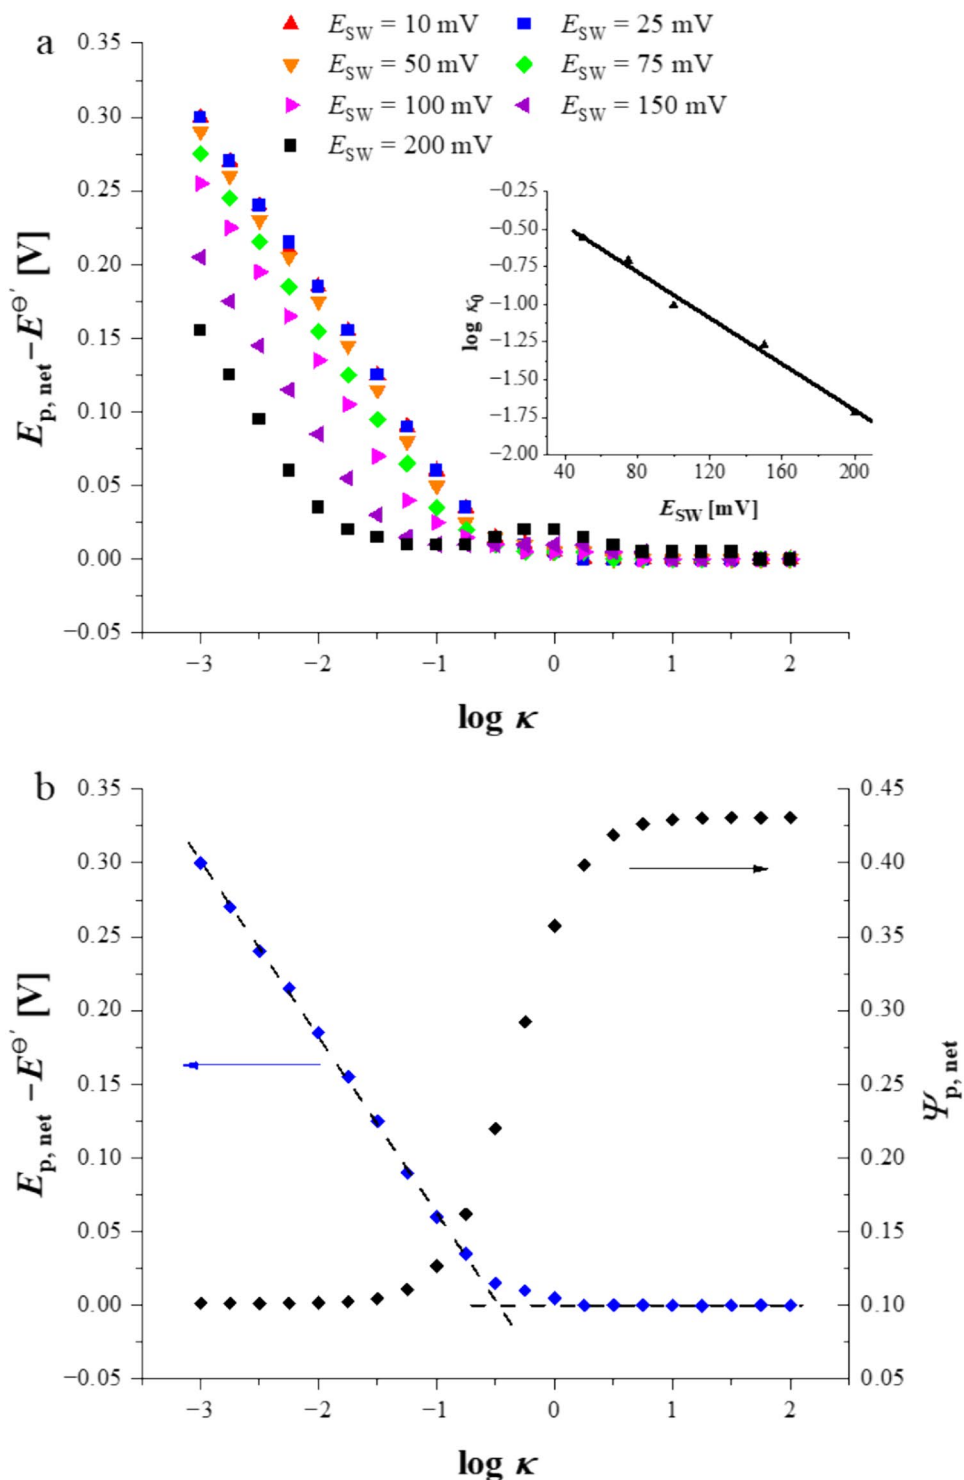 a
E_SW = 10 mV
E_SW = 25 mV
E_SW = 50 mV
E_SW = 75 mV
E_SW = 100 mV
E_SW = 150 mV
E_SW = 200 mV
0.35
0.30
0.25
0.20
0.15
0.10
0.05
0.00
−0.05
E_p, net − E^⊖′ [V]
−3 −2 −1 0 1 2
log κ
−0.25
−0.50
−0.75
−1.00
−1.25
−1.50
−1.75
−2.00
log κ_0
40 80 120 160 200
E_SW [mV]
b
0.35
0.30
0.25
0.20
0.15
0.10
0.05
0.00
−0.05
E_p, net − E^⊖′ [V]
0.45
0.40
0.35
0.30
0.25
0.20
0.15
0.10
0.05
Ψ_p, net
−3 −2 −1 0 1 2
log κ